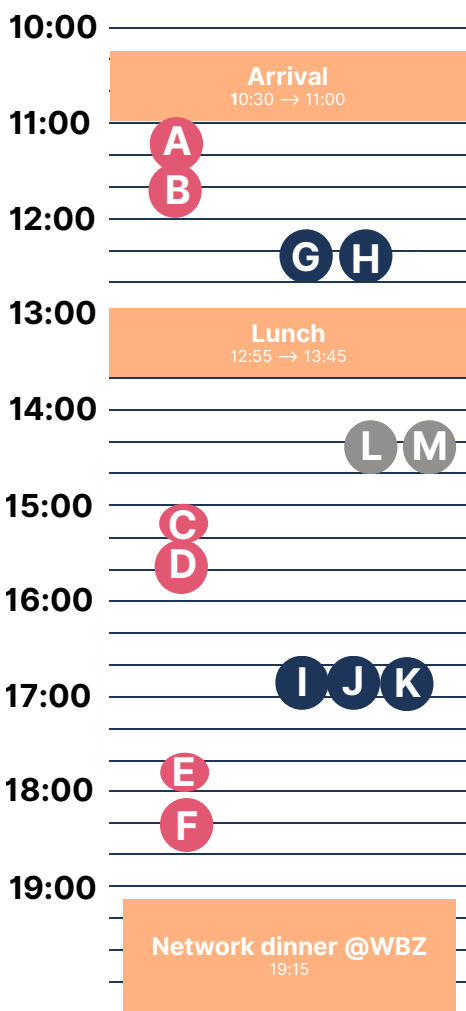 10:00
Arrival
10:30 → 11:00
11:00
A
B
12:00
G H
13:00
Lunch
12:55 → 13:45
14:00
L M
15:00
C
D
16:00
I J K
17:00
E
18:00
F
19:00
Network dinner @WBZ
19:15